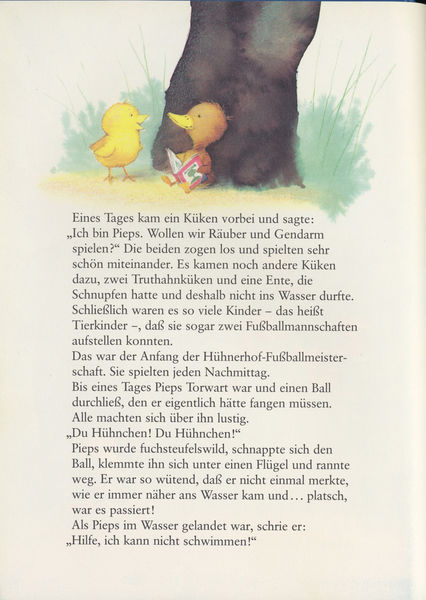 Eines Tages kam ein Küken vorbei und sagte:
„Ich bin Pieps. Wollen wir Räuber und Gendarm
spielen?“ Die beiden zogen los und spielten sehr
schön miteinander. Es kamen noch andere Küken
dazu, zwei Truthahnküken und eine Ente, die
Schnupfen hatte und deshalb nicht ins Wasser durfte.
Schließlich waren es so viele Kinder – das heißt
Tierkinder –, daß sie sogar zwei Fußballmannschaften
aufstellen konnten.
Das war der Anfang der Hühnerhof-Fußballmeister-
schaft. Sie spielten jeden Nachmittag.
Bis eines Tages Pieps Torwart war und einen Ball
durchließ, den er eigentlich hätte fangen müssen.
Alle machten sich über ihn lustig.
„Du Hühnchen! Du Hühnchen!“
Pieps wurde fuchsteufelswild, schnappte sich den
Ball, klemmte ihn sich unter einen Flügel und rannte
weg. Er war so wütend, daß er nicht einmal merkte,
wie er immer näher ans Wasser kam und... platsch,
war es passiert!
Als Pieps im Wasser gelandet war, schrie er:
„Hilfe, ich kann nicht schwimmen!“